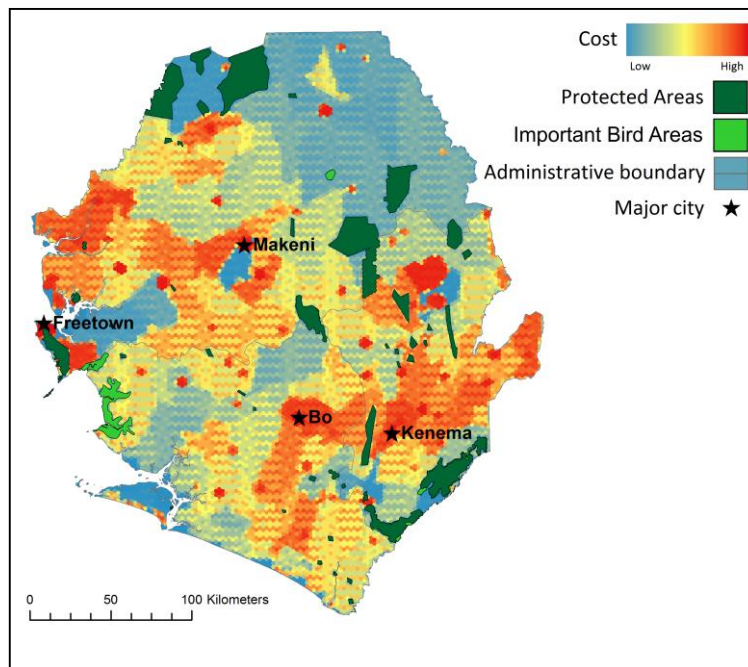 Cost
Low High
Protected Areas
Important Bird Areas
Administrative boundary
Major city
Makeni
Freetown
Bo
Kenema
0 50 100 Kilometers